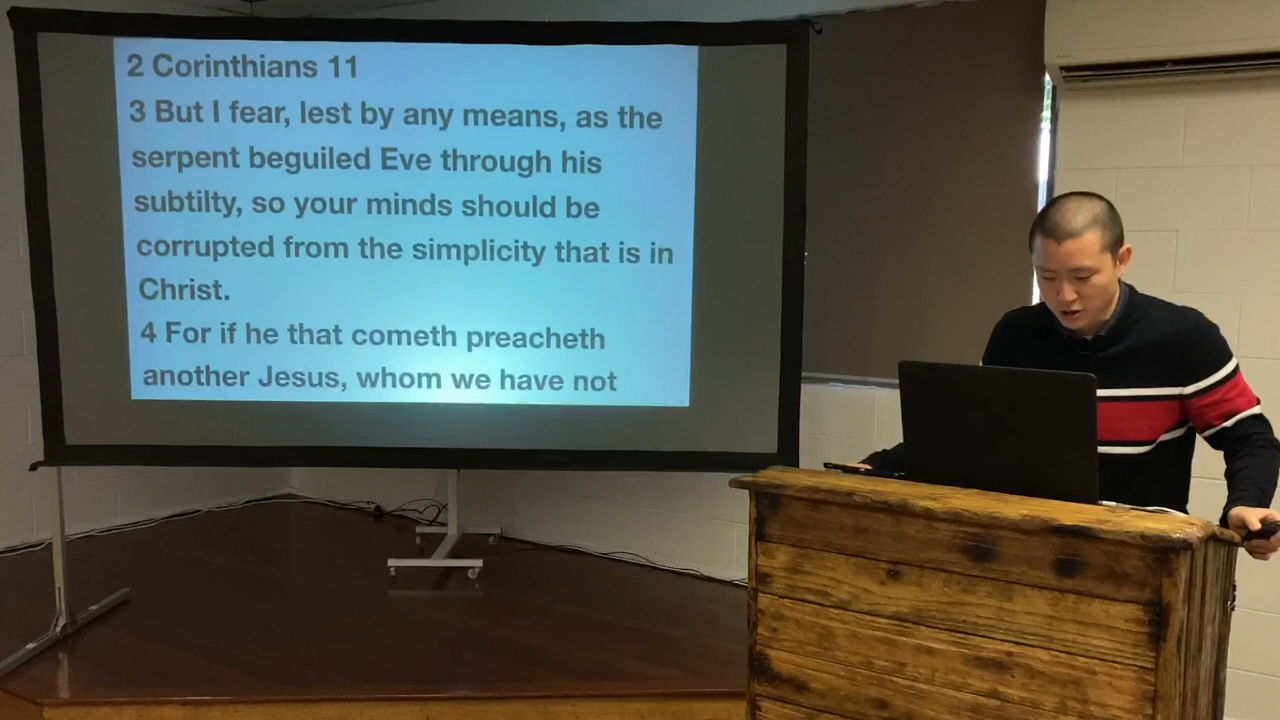 2 Corinthians 11
3 But I fear, lest by any means, as the
serpent beguiled Eve through his
subtilty, so your minds should be
corrupted from the simplicity that is in
Christ.
4 For if he that cometh preacheth
another Jesus, whom we have not